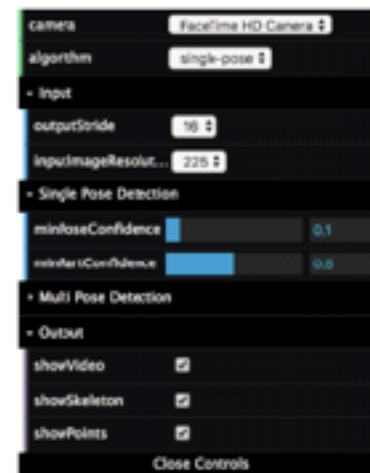 camera FaceTime HD Camera
algorithm single-pose
Input
outputStride 16
inputImageResolut... 225
Single Pose Detection
minPoseConfidence 0.1
minPartConfidence
Multi Pose Detection
Output
showVideo
showSkeleton
showPoints
Close Controls